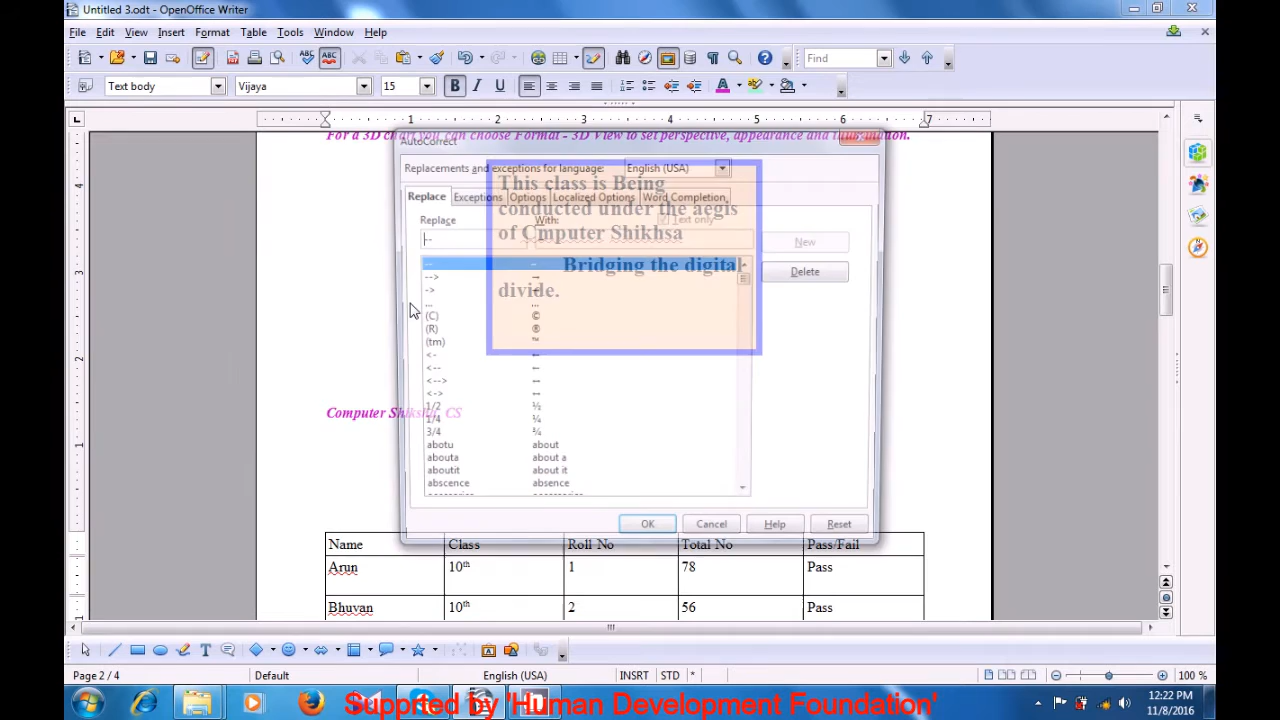 Untitled 3.odt - OpenOffice Writer
File Edit View Insert Format Table Tools Window Help
Find
Text body Vijaya 15
1 2 3 4 5 6 7
For a 3D chart you can choose Format - 3D View to set perspective, appearance and illumination.
AutoCorrect
Replacements and exceptions for language: English (USA)
Replace Exceptions Options Localized Options Word Completion
Replace With: Text only
--
New
Delete
This class is Being
conducted under the aegis
of Cmputer Shikhsa
Bridging the digital
divide.
--> →
->
... ...
(C) ©
(R) ®
(tm) ™
<- ←
<-- ←
<--> ↔
<-> ↔
1/2 ½
1/4 ¼
3/4 ¾
abotu about
abouta about a
aboutit about it
abscence absence
OK Cancel Help Reset
Computer Shiksha, CS
Name Class Roll No Total No Pass/Fail
Arun 10th 1 78 Pass
Bhuvan 10th 2 56 Pass
Page 2 / 4 Default English (USA) INSRT STD * 100 %
Supprted by 'Human Development Foundation'
12:22 PM
11/8/2016